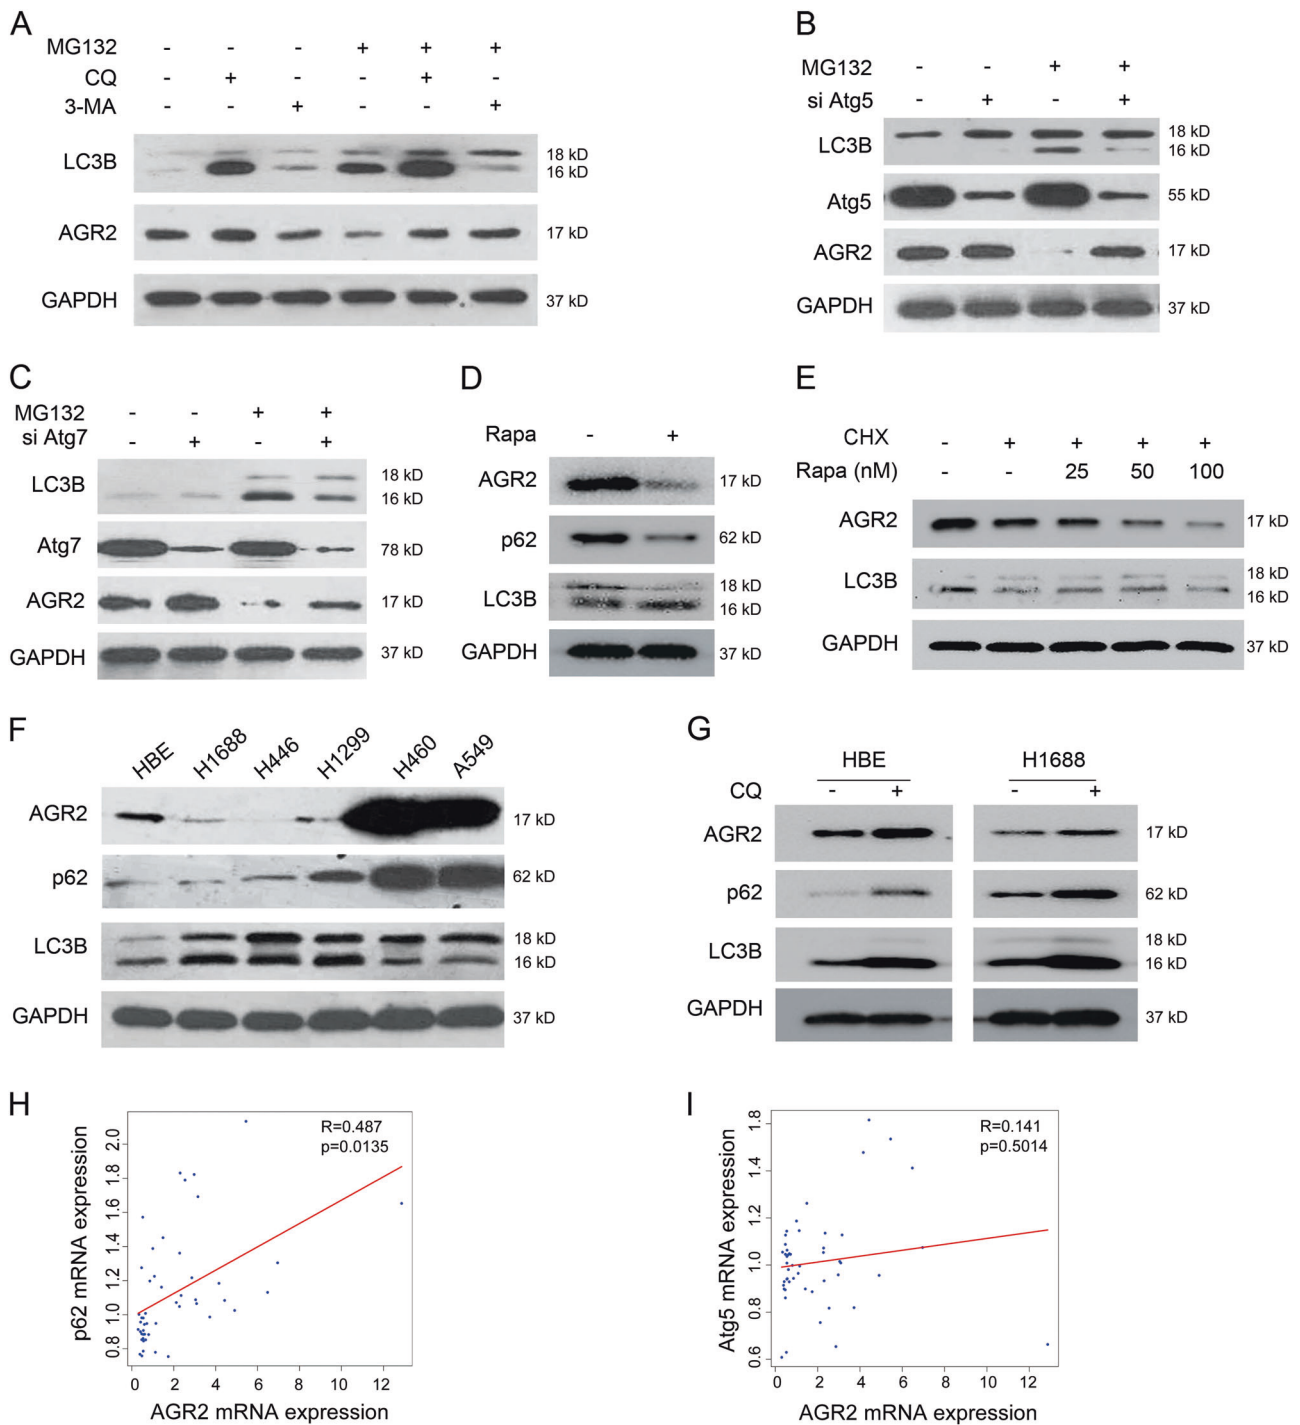 A
MG132 - - - + + +
CQ - + - - + -
3-MA - - + - - +
LC3B 18 kD
16 kD
AGR2 17 kD
GAPDH 37 kD
B
MG132 - - + +
si Atg5 - + - +
LC3B 18 kD
16 kD
Atg5 55 kD
AGR2 17 kD
GAPDH 37 kD
C
MG132 - - + +
si Atg7 - + - +
LC3B 18 kD
16 kD
Atg7 78 kD
AGR2 17 kD
GAPDH 37 kD
D
Rapa - +
AGR2 17 kD
p62 62 kD
LC3B 18 kD
16 kD
GAPDH 37 kD
E
CHX - + + + +
Rapa (nM) - - 25 50 100
AGR2 17 kD
LC3B 18 kD
16 kD
GAPDH 37 kD
F
HBE H1688 H446 H1299 H460 A549
AGR2 17 kD
p62 62 kD
LC3B 18 kD
16 kD
GAPDH 37 kD
G
HBE H1688
CQ - + - +
AGR2 17 kD
p62 62 kD
LC3B 18 kD
16 kD
GAPDH 37 kD
H
R=0.487
p=0.0135
p62 mRNA expression
2.0
1.8
1.6
1.4
1.2
1.0
0.8
0 2 4 6 8 10 12
AGR2 mRNA expression
I
R=0.141
p=0.5014
Atg5 mRNA expression
1.8
1.4
1.2
1.0
0.8
0.6
0 2 4 6 8 10 12
AGR2 mRNA expression